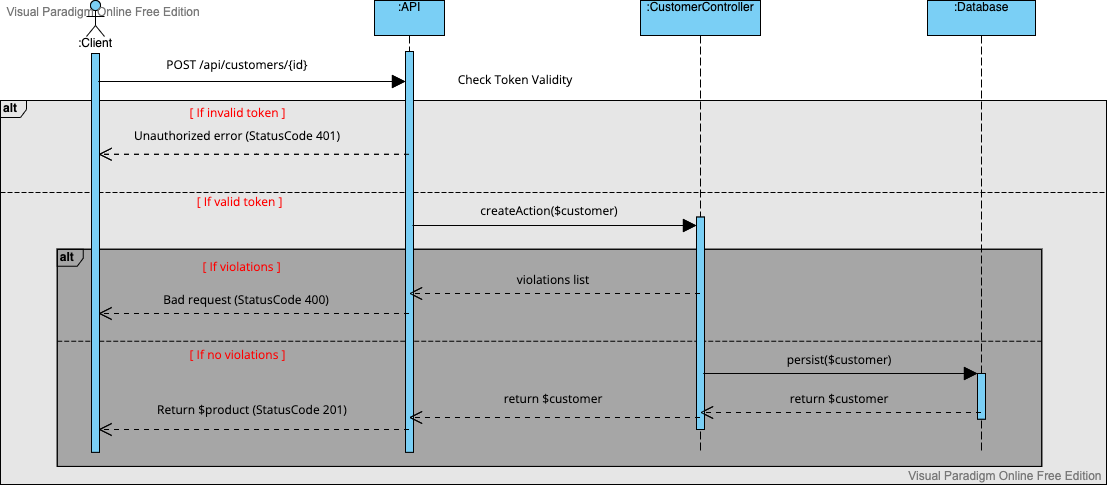 Visual Paradigm Online Free Edition
:Client
:API
:CustomerController
:Database
POST /api/customers/{id}
Check Token Validity
alt
[ If invalid token ]
Unauthorized error (StatusCode 401)
[ If valid token ]
createAction($customer)
alt
[ If violations ]
violations list
Bad request (StatusCode 400)
[ If no violations ]
persist($customer)
return $customer
return $customer
Return $product (StatusCode 201)
Visual Paradigm Online Free Edition